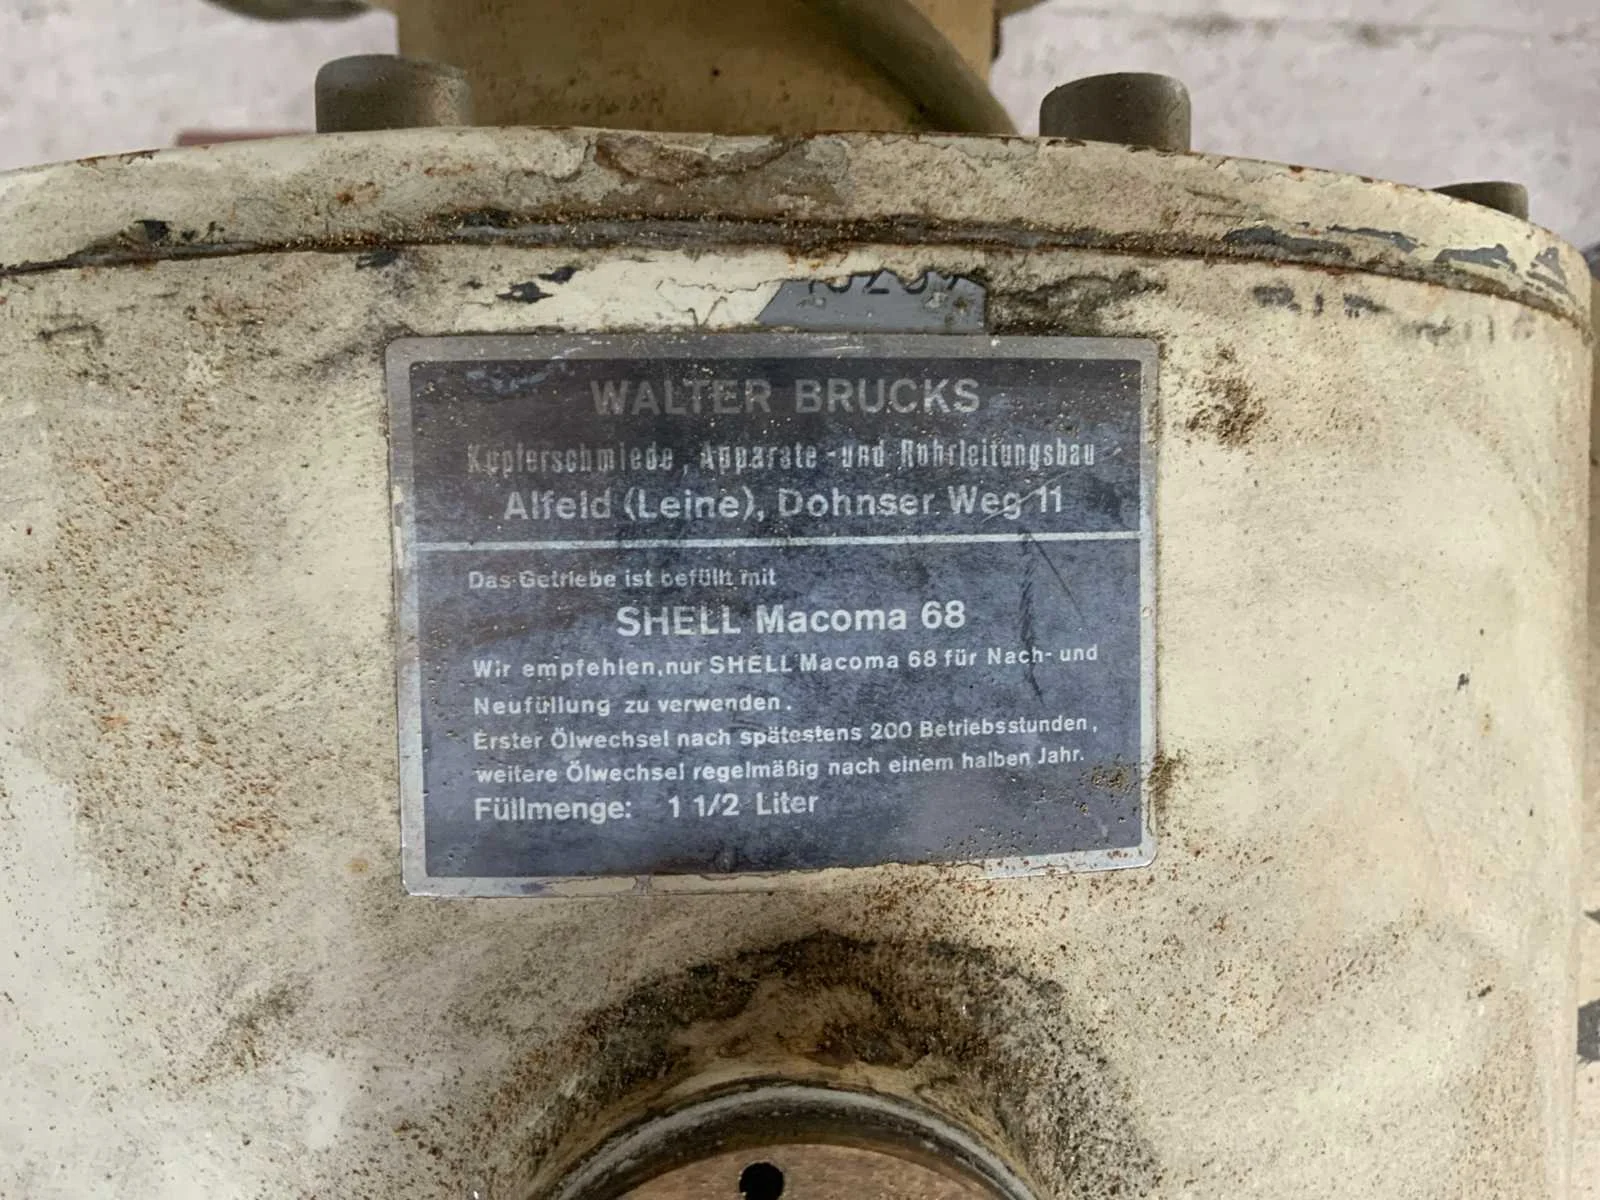 WALTER BRUCKS
Kupferschmiede, Apparate - und Rohrleitungsbau
Alfeld (Leine), Dohnser Weg 11
Das Getriebe ist befüllt mit
SHELL Macoma 68
Wir empfehlen, nur SHELL Macoma 68 für Nach- und
Neufüllung zu verwenden.
Erster Ölwechsel nach spätestens 200 Betriebsstunden,
weitere Ölwechsel regelmäßig nach einem halben Jahr.
Füllmenge: 1 1/2 Liter